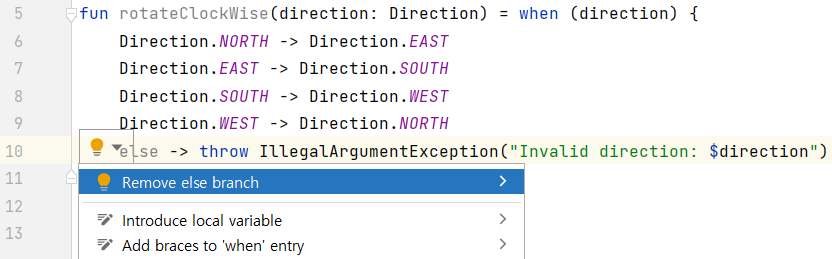 5 fun rotateClockWise(direction: Direction) = when (direction) {
6 Direction.NORTH -> Direction.EAST
7 Direction.EAST -> Direction.SOUTH
8 Direction.SOUTH -> Direction.WEST
9 Direction.WEST -> Direction.NORTH
10 else -> throw IllegalArgumentException("Invalid direction: $direction")
11 Remove else branch
12 Introduce local variable
13 Add braces to 'when' entry